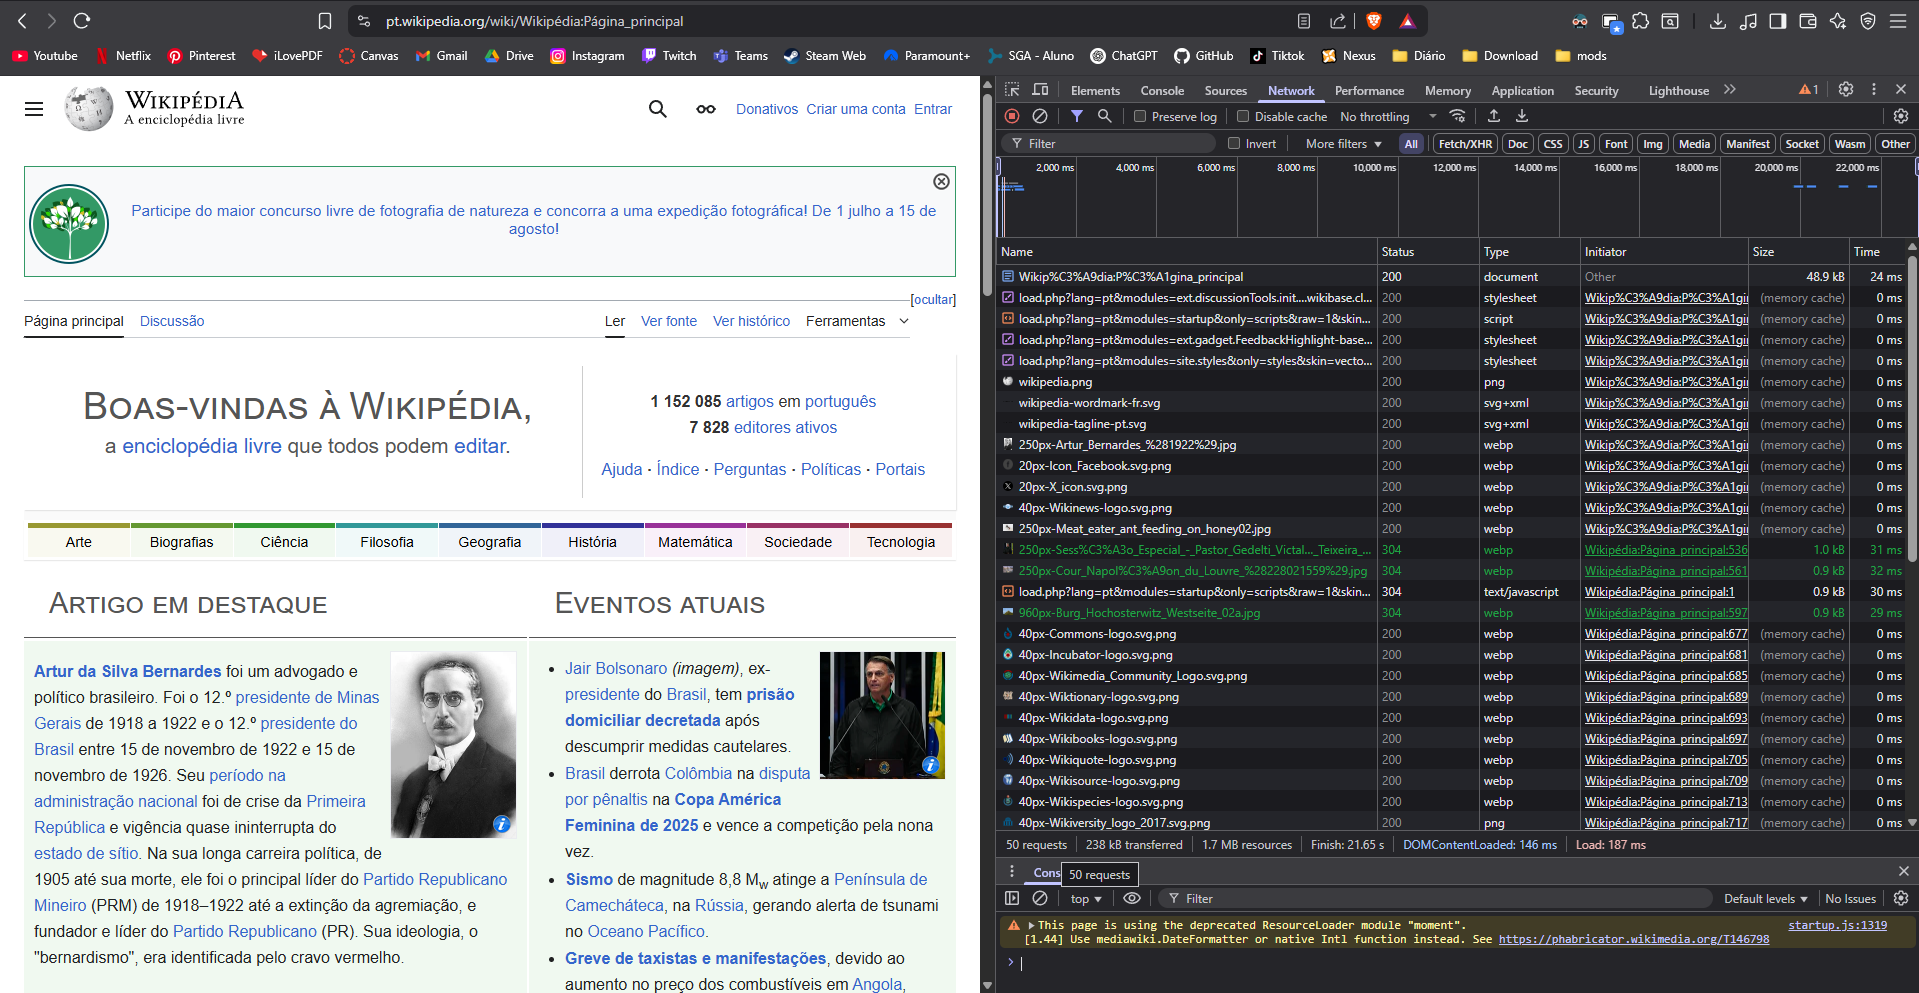 pt.wikipedia.org/wiki/Wikipédia:Página_principal
Youtube Netflix Pinterest iLovePDF Canvas Gmail Drive Instagram Twitch Teams Steam Web Paramount+ SGA - Aluno ChatGPT GitHub Tiktok Nexus Diário Download mods
WIKIPÉDIA
A enciclopédia livre
Donativos Criar uma conta Entrar
Participe do maior concurso livre de fotografia de natureza e concorra a uma expedição fotográfica! De 1 julho a 15 de
agosto!
[ocultar]
Página principal Discussão Ler Ver fonte Ver histórico Ferramentas
Boas-vindas à Wikipédia,
a enciclopédia livre que todos podem editar.
1 152 085 artigos em português
7 828 editores ativos
Ajuda · Índice · Perguntas · Políticas · Portais
Arte Biografias Ciência Filosofia Geografia História Matemática Sociedade Tecnologia
Artigo em destaque
Artur da Silva Bernardes foi um advogado e
político brasileiro. Foi o 12.º presidente de Minas
Gerais de 1918 a 1922 e o 12.º presidente do
Brasil entre 15 de novembro de 1922 e 15 de
novembro de 1926. Seu período na
administração nacional foi de crise da Primeira
República e vigência quase ininterrupta do
estado de sítio. Na sua longa carreira política, de
1905 até sua morte, ele foi o principal líder do Partido Republicano
Mineiro (PRM) de 1918–1922 até a extinção da agremiação, e
fundador e líder do Partido Republicano (PR). Sua ideologia, o
"bernardismo", era identificada pelo cravo vermelho.
Eventos atuais
• Jair Bolsonaro (imagem), ex-
presidente do Brasil, tem prisão
domiciliar decretada após
descumprir medidas cautelares.
• Brasil derrota Colômbia na disputa
por pênaltis na Copa América
Feminina de 2025 e vence a competição pela nona
vez.
• Sismo de magnitude 8,8 Mw atinge a Península de
Camecháteca, na Rússia, gerando alerta de tsunami
no Oceano Pacífico.
• Greve de taxistas e manifestações, devido ao
aumento no preço dos combustíveis em Angola,
Elements Console Sources Network Performance Memory Application Security Lighthouse 1
Preserve log Disable cache No throttling
Filter Invert More filters All Fetch/XHR Doc CSS JS Font Img Media Manifest Socket Wasm Other
2,000 ms 4,000 ms 6,000 ms 8,000 ms 10,000 ms 12,000 ms 14,000 ms 16,000 ms 18,000 ms 20,000 ms 22,000 ms
Name Status Type Initiator Size Time
Wikip%C3%A9dia:P%C3%A1gina_principal 200 document Other 48.9 kB 24 ms
load.php?lang=pt&modules=ext.discussionTools.init....wikibase.cl... 200 stylesheet Wikip%C3%A9dia:P%C3%A1gi (memory cache) 0 ms
load.php?lang=pt&modules=startup&only=scripts&raw=1&skin... 200 script Wikip%C3%A9dia:P%C3%A1gi (memory cache) 0 ms
load.php?lang=pt&modules=ext.gadget.FeedbackHighlight-base... 200 stylesheet Wikip%C3%A9dia:P%C3%A1gi (memory cache) 0 ms
load.php?lang=pt&modules=site.styles&only=styles&skin=vecto... 200 stylesheet Wikip%C3%A9dia:P%C3%A1gi (memory cache) 0 ms
wikipedia.png 200 png Wikip%C3%A9dia:P%C3%A1gi (memory cache) 0 ms
wikipedia-wordmark-fr.svg 200 svg+xml Wikip%C3%A9dia:P%C3%A1gi (memory cache) 0 ms
wikipedia-tagline-pt.svg 200 svg+xml Wikip%C3%A9dia:P%C3%A1gi (memory cache) 0 ms
250px-Artur_Bernardes_%281922%29.jpg 200 webp Wikip%C3%A9dia:P%C3%A1gi (memory cache) 0 ms
20px-Icon_Facebook.svg.png 200 webp Wikip%C3%A9dia:P%C3%A1gi (memory cache) 0 ms
20px-X_icon.svg.png 200 webp Wikip%C3%A9dia:P%C3%A1gi (memory cache) 0 ms
40px-Wikinews-logo.svg.png 200 webp Wikip%C3%A9dia:P%C3%A1gi (memory cache) 0 ms
250px-Meat_eater_ant_feeding_on_honey02.jpg 200 webp Wikip%C3%A9dia:P%C3%A1gi (memory cache) 0 ms
250px-Sess%C3%A3o_Especial_-_Pastor_Gedelti_Victal..._Teixeira_... 304 webp Wikipédia:Página_principal:536 1.0 kB 31 ms
250px-Cour_Napol%C3%A9on_du_Louvre_%28228021559%29.jpg 304 webp Wikipédia:Página_principal:561 0.9 kB 32 ms
load.php?lang=pt&modules=startup&only=scripts&raw=1&skin... 304 text/javascript Wikipédia:Página_principal:1 0.9 kB 30 ms
960px-Burg_Hochosterwitz_Westseite_02a.jpg 304 webp Wikipédia:Página_principal:597 0.9 kB 29 ms
40px-Commons-logo.svg.png 200 webp Wikipédia:Página_principal:677 (memory cache) 0 ms
40px-Incubator-logo.svg.png 200 webp Wikipédia:Página_principal:681 (memory cache) 0 ms
40px-Wikimedia_Community_Logo.svg.png 200 webp Wikipédia:Página_principal:685 (memory cache) 0 ms
40px-Wiktionary-logo.svg.png 200 webp Wikipédia:Página_principal:689 (memory cache) 0 ms
40px-Wikidata-logo.svg.png 200 webp Wikipédia:Página_principal:693 (memory cache) 0 ms
40px-Wikibooks-logo.svg.png 200 webp Wikipédia:Página_principal:697 (memory cache) 0 ms
40px-Wikiquote-logo.svg.png 200 webp Wikipédia:Página_principal:705 (memory cache) 0 ms
40px-Wikisource-logo.svg.png 200 webp Wikipédia:Página_principal:709 (memory cache) 0 ms
40px-Wikispecies-logo.svg.png 200 webp Wikipédia:Página_principal:713 (memory cache) 0 ms
40px-Wikiversity_logo_2017.svg.png 200 png Wikipédia:Página_principal:717 (memory cache) 0 ms
50 requests 238 kB transferred 1.7 MB resources Finish: 21.65 s DOMContentLoaded: 146 ms Load: 187 ms
Cons 50 requests
top Filter Default levels No Issues
This page is using the deprecated ResourceLoader module "moment". startup.js:1319
[1.44] Use mediawiki.DateFormatter or native Intl function instead. See https://phabricator.wikimedia.org/T146798